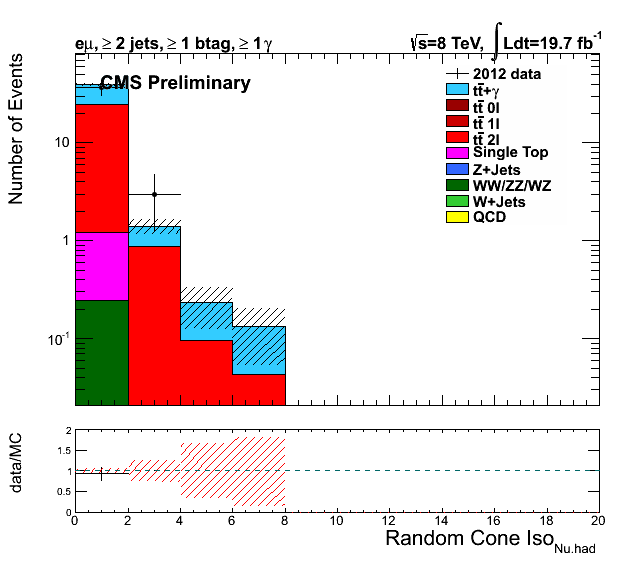 eμ, ≥ 2 jets, ≥ 1 btag, ≥ 1 γ
√s=8 TeV, ∫ Ldt=19.7 fb⁻¹
CMS Preliminary
2012 data
tt̄+γ
tt̄ 0l
tt̄ 1l
tt̄ 2l
Single Top
Z+Jets
WW/ZZ/WZ
W+Jets
QCD
Number of Events
10
1
10⁻¹
data/MC
2
1.5
1
0.5
0
0 2 4 6 8 10 12 14 16 18 20
Random Cone Iso_Nu.had